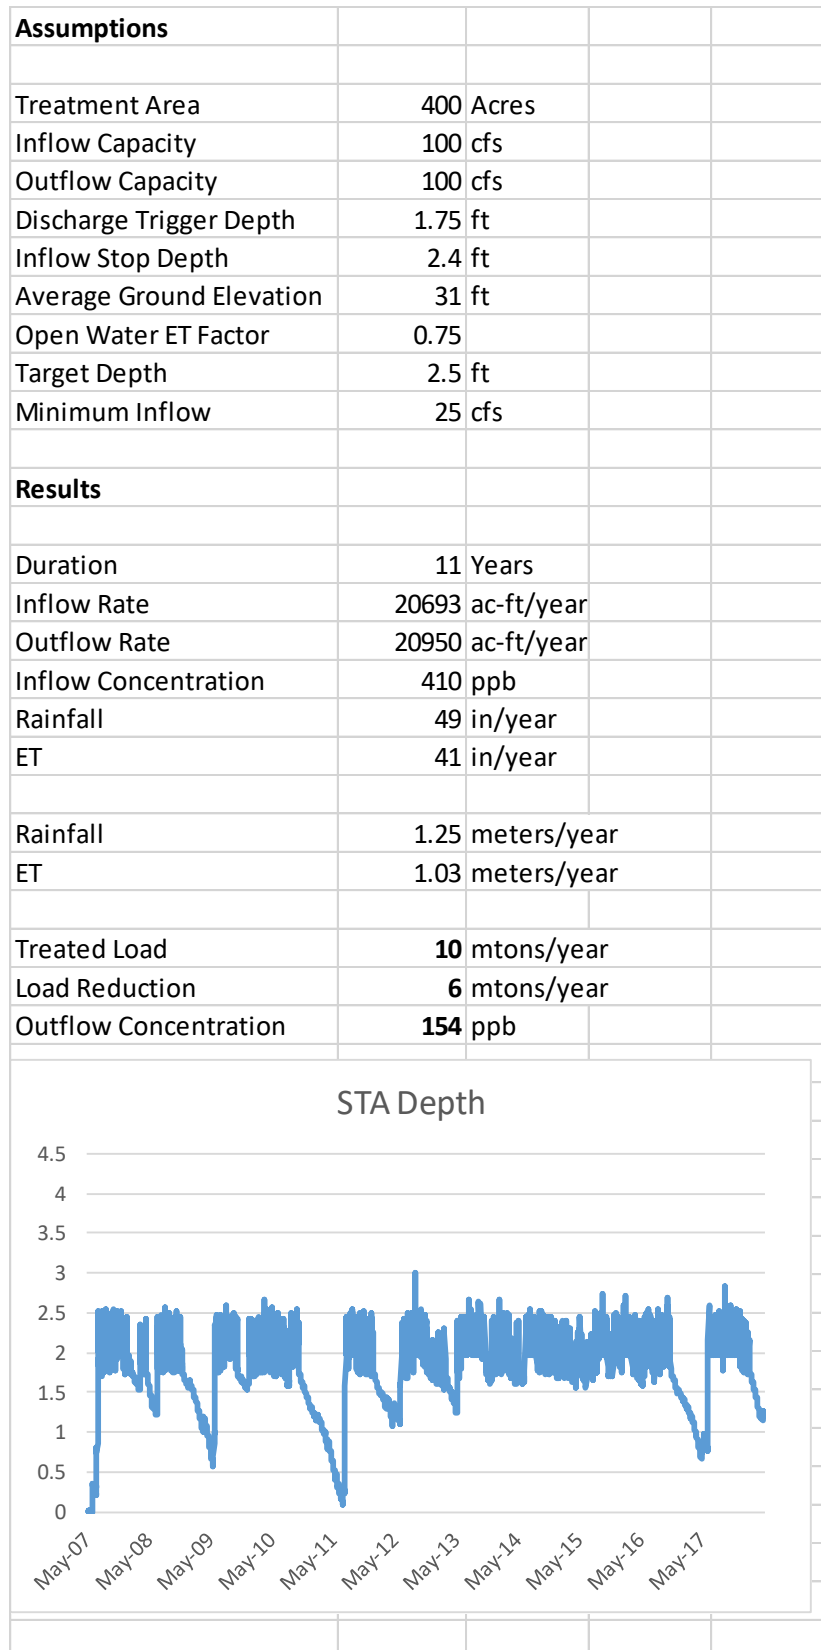 Assumptions
Treatment Area 400 Acres
Inflow Capacity 100 cfs
Outflow Capacity 100 cfs
Discharge Trigger Depth 1.75 ft
Inflow Stop Depth 2.4 ft
Average Ground Elevation 31 ft
Open Water ET Factor 0.75
Target Depth 2.5 ft
Minimum Inflow 25 cfs
Results
Duration 11 Years
Inflow Rate 20693 ac-ft/year
Outflow Rate 20950 ac-ft/year
Inflow Concentration 410 ppb
Rainfall 49 in/year
ET 41 in/year
Rainfall 1.25 meters/year
ET 1.03 meters/year
Treated Load 10 mtons/year
Load Reduction 6 mtons/year
Outflow Concentration 154 ppb
STA Depth
4.5
4
3.5
3
2.5
2
1.5
1
0.5
0
May-07 May-08 May-09 May-10 May-11 May-12 May-13 May-14 May-15 May-16 May-17